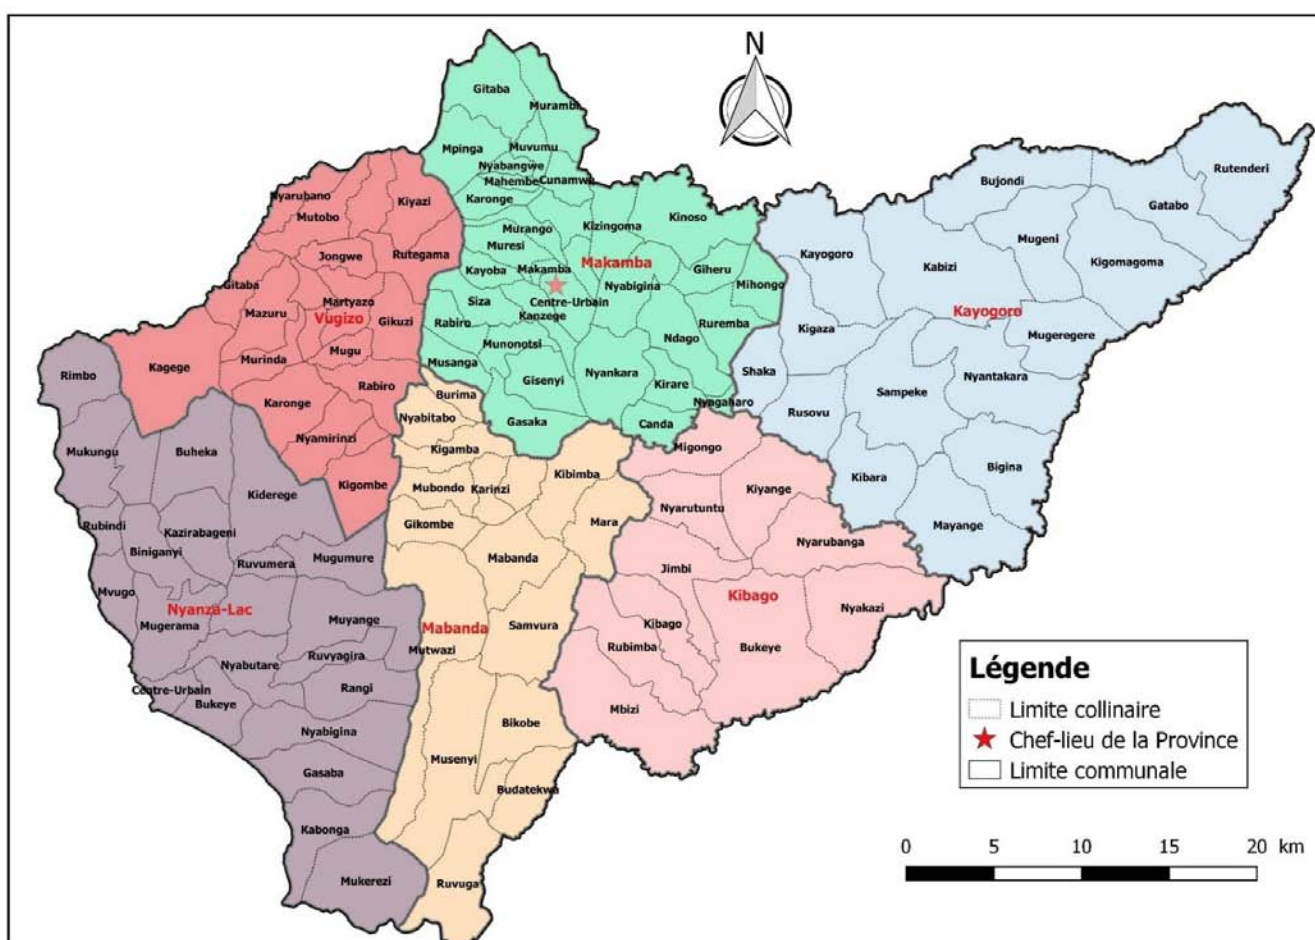 N
Gitaba
Murambi
Mpinga
Muvumu
Nyabangwe
Mahembe
Cunamwe
Karonge
Murango
Kizingoma
Kinoso
Muresi
Kayoba
Makamba
Makamba
Giheru
Mihongo
Nyabigina
Siza
Centre-Urbain
Kanzege
Rabiro
Ruremba
Munonotsi
Ndago
Musanga
Gisenyi
Nyankara
Kirare
Nyagaharo
Gasaka
Canda
Nyarubano
Mutobo
Kiyazi
Jongwe
Rutegama
Gitaba
Martyazo
Mazuru
Vugizo
Gikuzi
Murinda
Mugu
Kagege
Rabiro
Karonge
Nyamirinzi
Kigombe
Bujondi
Rutenderi
Gatabo
Mugeni
Kayogoro
Kabizi
Kigomagoma
Kayogoro
Kigaza
Mugeregere
Shaka
Nyantakara
Sampeke
Rusovu
Kibara
Bigina
Mayange
Rimbo
Mukungu
Buheka
Kiderege
Rubindi
Kazirabageni
Biniganyi
Ruvumera
Mugumure
Mvugo
Nyanza-Lac
Mugerama
Muyange
Nyabutare
Ruvyagira
Centre-Urbain
Bukeye
Rangi
Nyabigina
Gasaba
Kabonga
Mukerezi
Burima
Nyabitabo
Kigamba
Kibimba
Mubondo
Karinzi
Gikombe
Mara
Mabanda
Mabanda
Samvura
Mutwazi
Bikobe
Musenyi
Budatekwa
Ruvuga
Migongo
Kiyange
Nyarutuntu
Nyarubanga
Jimbi
Kibago
Nyakazi
Kibago
Rubimba
Bukeye
Mbizi
Légende
Limite collinaire
Chef-lieu de la Province
Limite communale
0 5 10 15 20 km